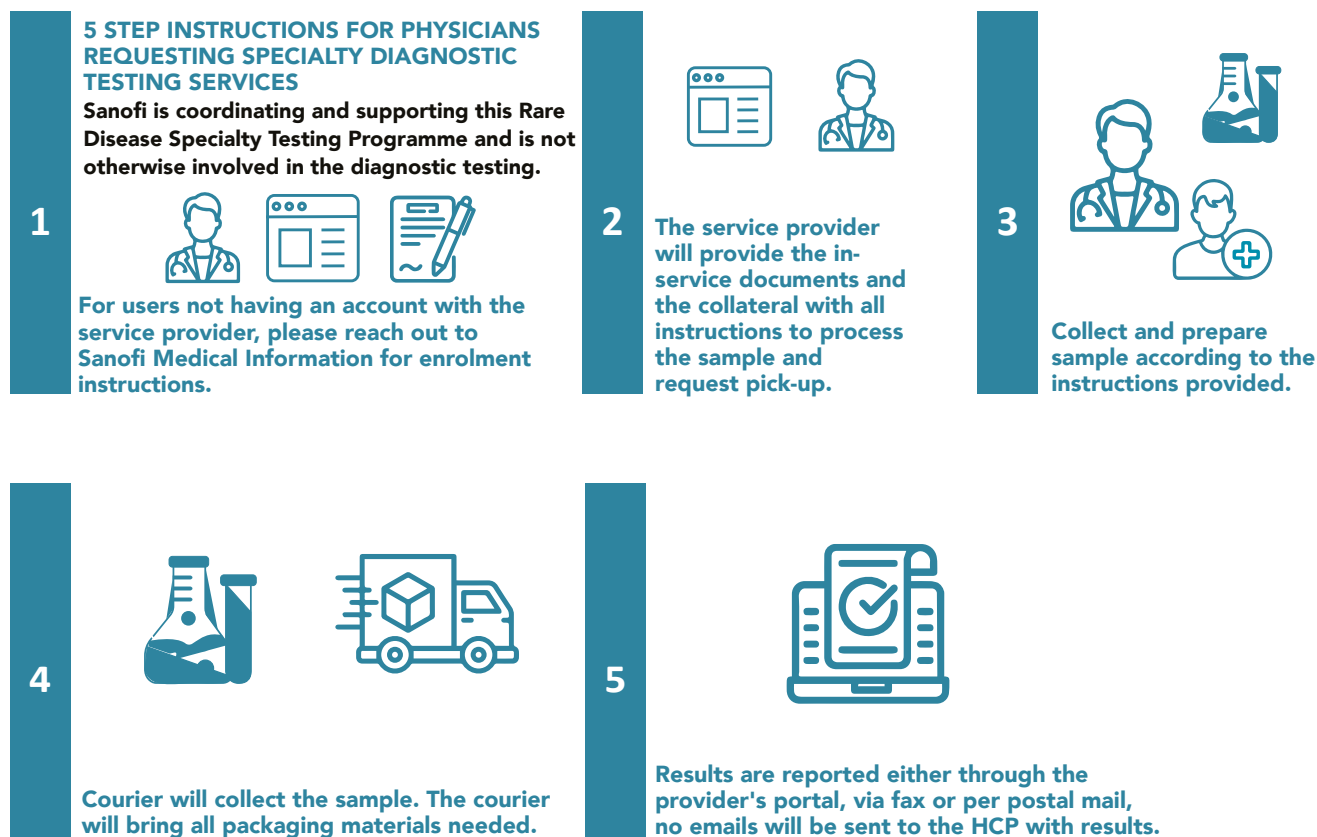 5 STEP INSTRUCTIONS FOR PHYSICIANS
REQUESTING SPECIALTY DIAGNOSTIC
TESTING SERVICES
Sanofi is coordinating and supporting this Rare
Disease Specialty Testing Programme and is not
otherwise involved in the diagnostic testing.
1
For users not having an account with the
service provider, please reach out to
Sanofi Medical Information for enrolment
instructions.
2
The service provider
will provide the in-
service documents and
the collateral with all
instructions to process
the sample and
request pick-up.
3
Collect and prepare
sample according to the
instructions provided.
4
Courier will collect the sample. The courier
will bring all packaging materials needed.
5
Results are reported either through the
provider's portal, via fax or per postal mail,
no emails will be sent to the HCP with results.